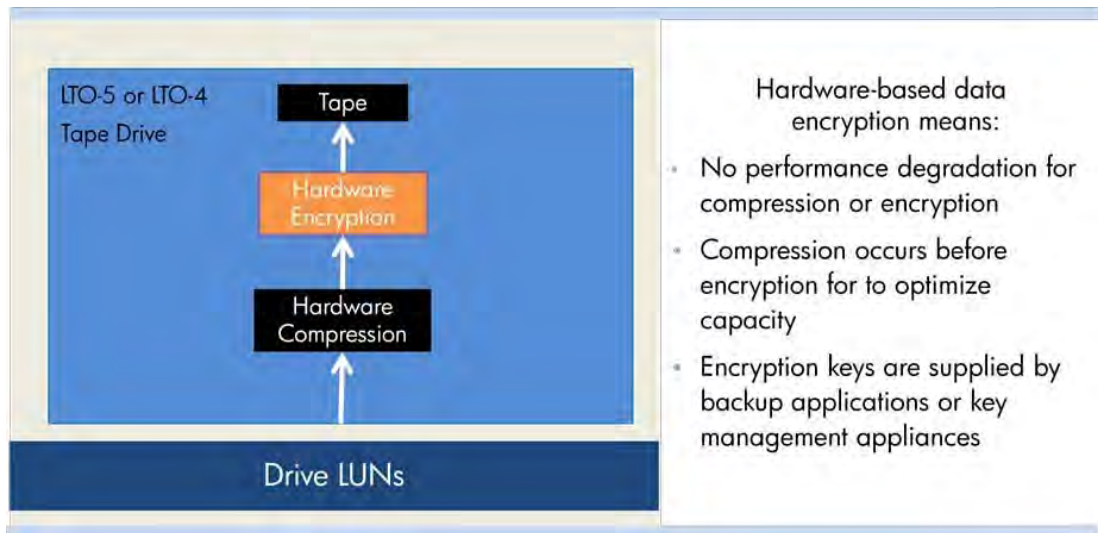 LTO-5 or LTO-4
Tape Drive
Tape
Hardware
Encryption
Hardware
Compression
Drive LUNs
Hardware-based data
encryption means:
• No performance degradation for
compression or encryption
• Compression occurs before
encryption for to optimize
capacity
• Encryption keys are supplied by
backup applications or key
management appliances